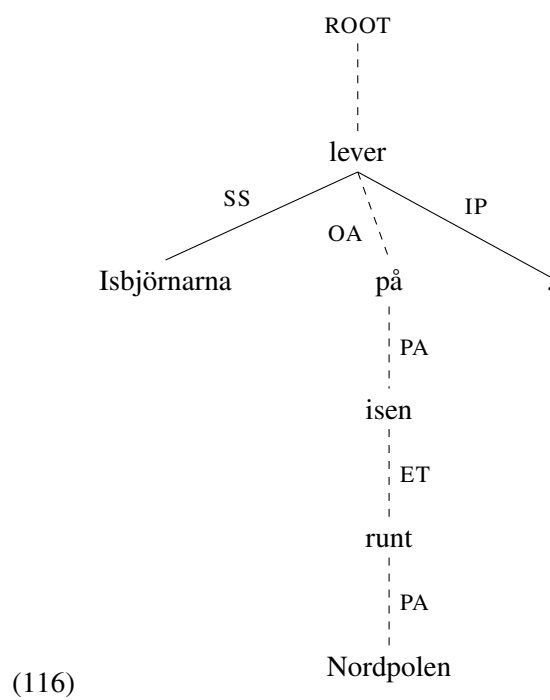 ROOT
lever
SS
IP
OA
Isbjörnarna på .
PA
isen
ET
runt
PA
Nordpolen
(116)